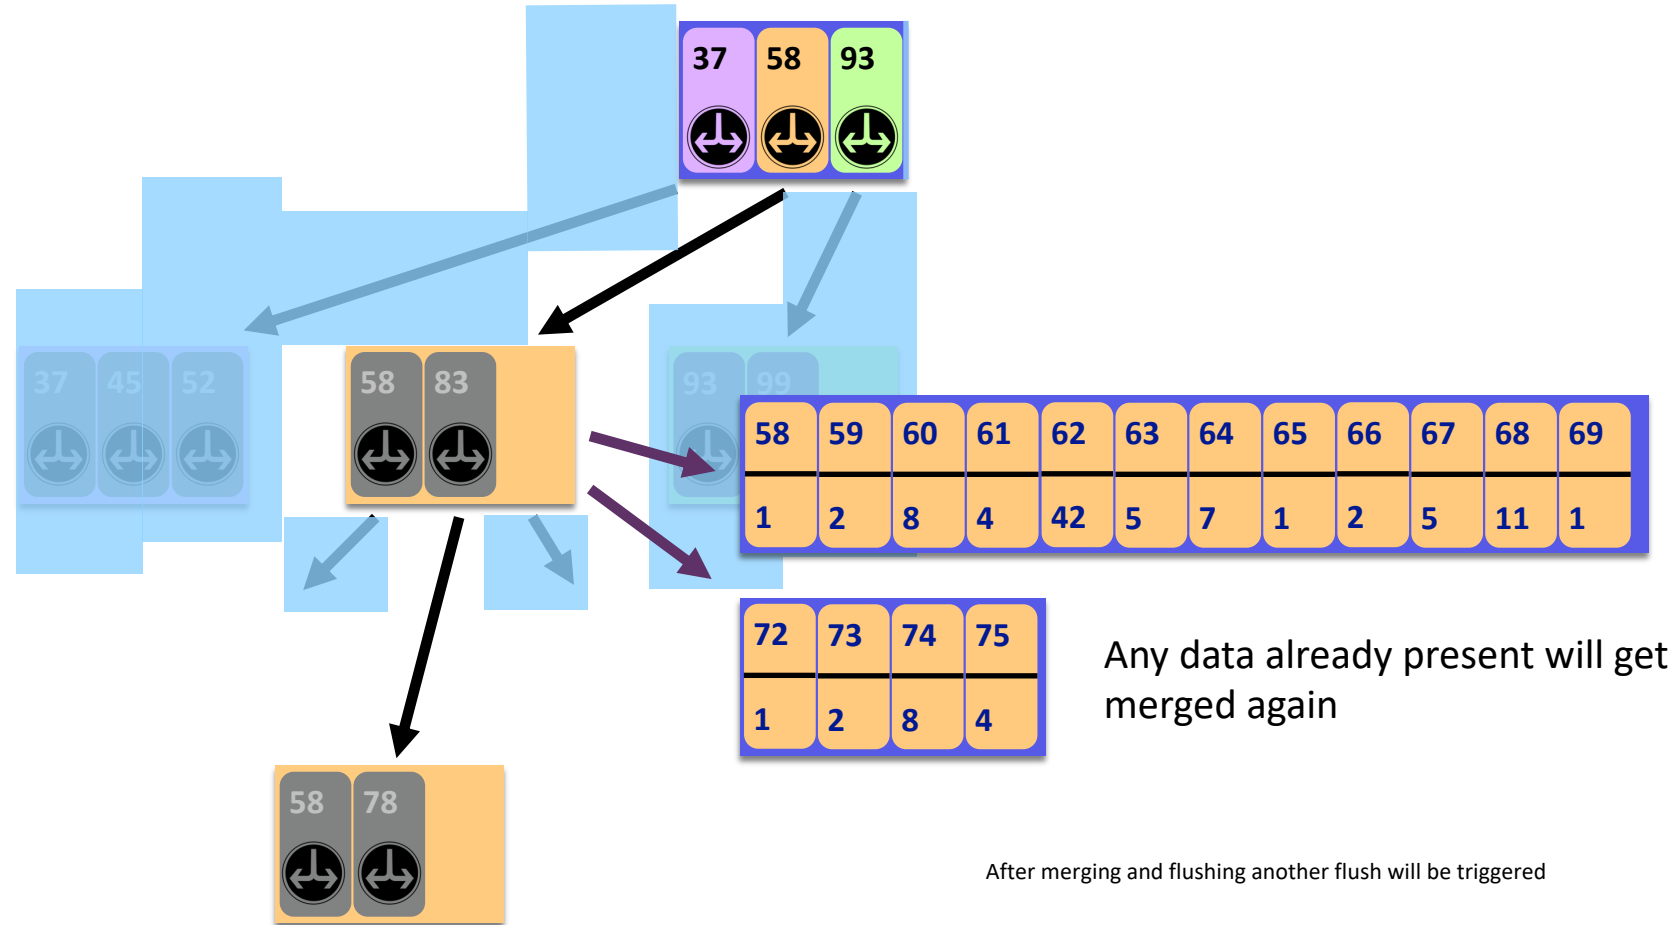 37 58 93
37 45 52
58 83
93 99
58 59 60 61 62 63 64 65 66 67 68 69
1 2 8 4 42 5 7 1 2 5 11 1
72 73 74 75
1 2 8 4
Any data already present will get
merged again
58 78
After merging and flushing another flush will be triggered